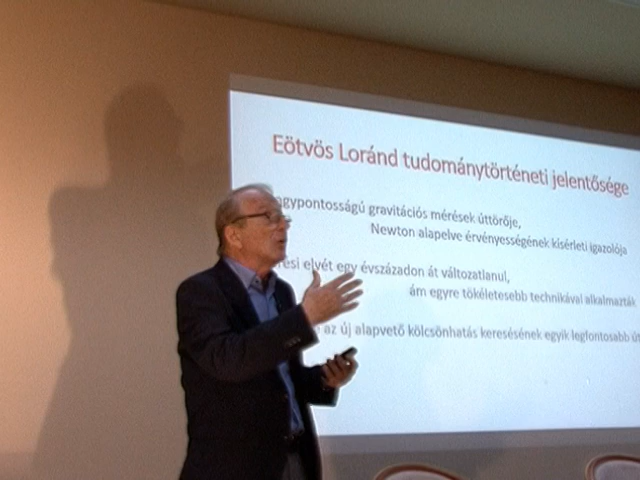 Eötvös Loránd tudománytörténeti jelentősége
gypontosságú gravitációs mérések úttörője,
Newton alapelve érvényességének kísérleti igazolója
elvét egy évszázadon át változatlanul,
ám egyre tökéletesebb technikával alkalmazták
az új alapvető kölcsönhatás keresésének egyik legfontosabb